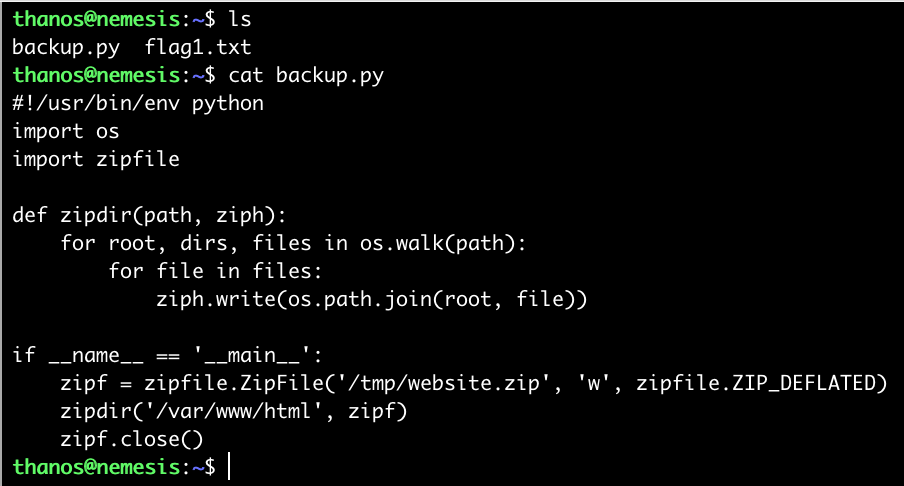 thanos@nemesis:~$ ls
backup.py  flag1.txt
thanos@nemesis:~$ cat backup.py
#!/usr/bin/env python
import os
import zipfile

def zipdir(path, ziph):
    for root, dirs, files in os.walk(path):
        for file in files:
            ziph.write(os.path.join(root, file))

if __name__ == '__main__':
    zipf = zipfile.ZipFile('/tmp/website.zip', 'w', zipfile.ZIP_DEFLATED)
    zipdir('/var/www/html', zipf)
    zipf.close()
thanos@nemesis:~$